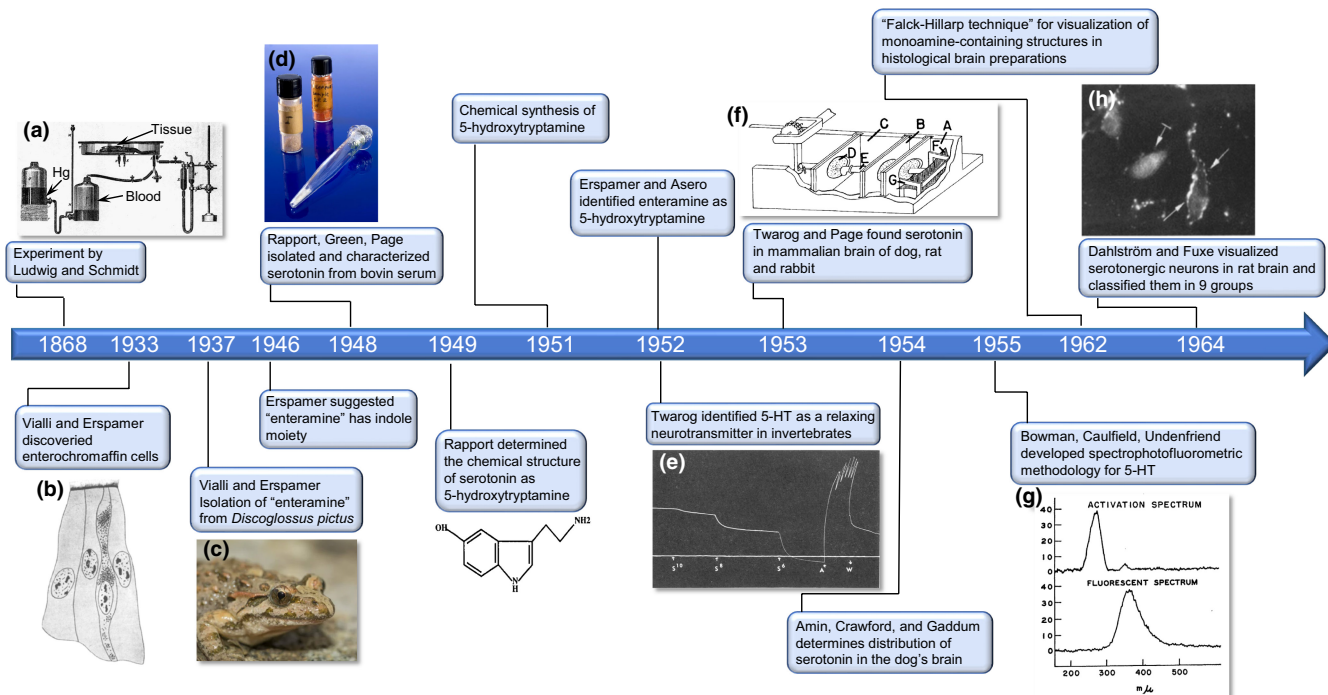 (a)
Tissue
Hg
Blood
Experiment by
Ludwig and Schmidt
(d)
Rapport, Green, Page
isolated and characterized
serotonin from bovin serum
Chemical synthesis of
5-hydroxytryptamine
Erspamer and Asero
identified enteramine as
5-hydroxytryptamine
(f)
A
B
C
D
E
F
G
Twarog and Page found serotonin
in mammalian brain of dog, rat
and rabbit
“Falck-Hillarp technique” for visualization of
monoamine-containing structures in
histological brain preparations
(h)
Dahlström and Fuxe visualized
serotonergic neurons in rat brain and
classified them in 9 groups
1868 1933 1937 1946 1948 1949 1951 1952 1953 1954 1955 1962 1964
Vialli and Erspamer
discoveried
enterochromaffin cells
(b)
Vialli and Erspamer
Isolation of “enteramine”
from Discoglossus pictus
(c)
Erspamer suggested
“enteramine” has indole
moiety
Rapport determined
the chemical structure
of serotonin as
5-hydroxytryptamine
OH
NH2
N
H
Twarog identified 5-HT as a relaxing
neurotransmitter in invertebrates
(e)
S10 S8 S6 A W
Amin, Crawford, and Gaddum
determines distribution of
serotonin in the dog’s brain
Bowman, Caulfield, Undenfriend
developed spectrophotofluorometric
methodology for 5-HT
(g)
ACTIVATION SPECTRUM
40
30
20
10
0
FLUORESCENT SPECTRUM
40
30
20
10
0
200 300 400 500
mµ